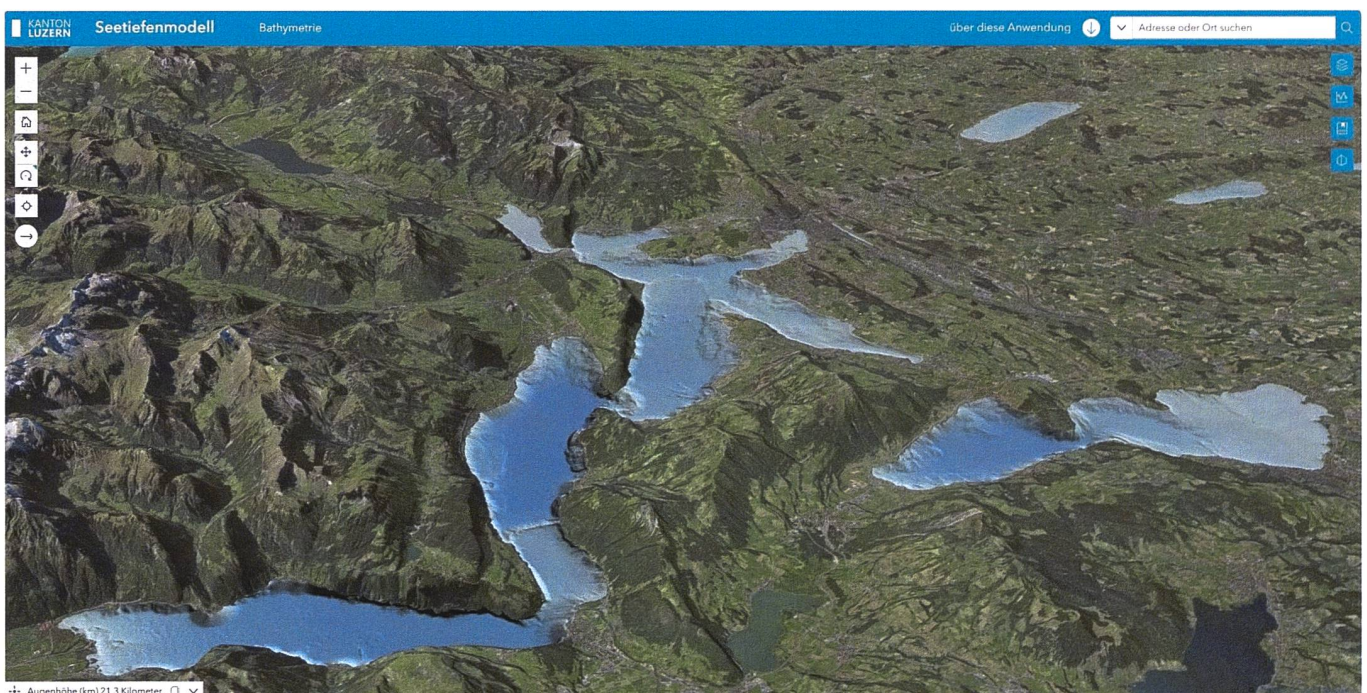 KANTON
LUZERN
Seetiefenmodell
Bathymetrie
über diese Anwendung
Adresse oder Ort suchen
Augenhöhe (km) 21.3 Kilometer